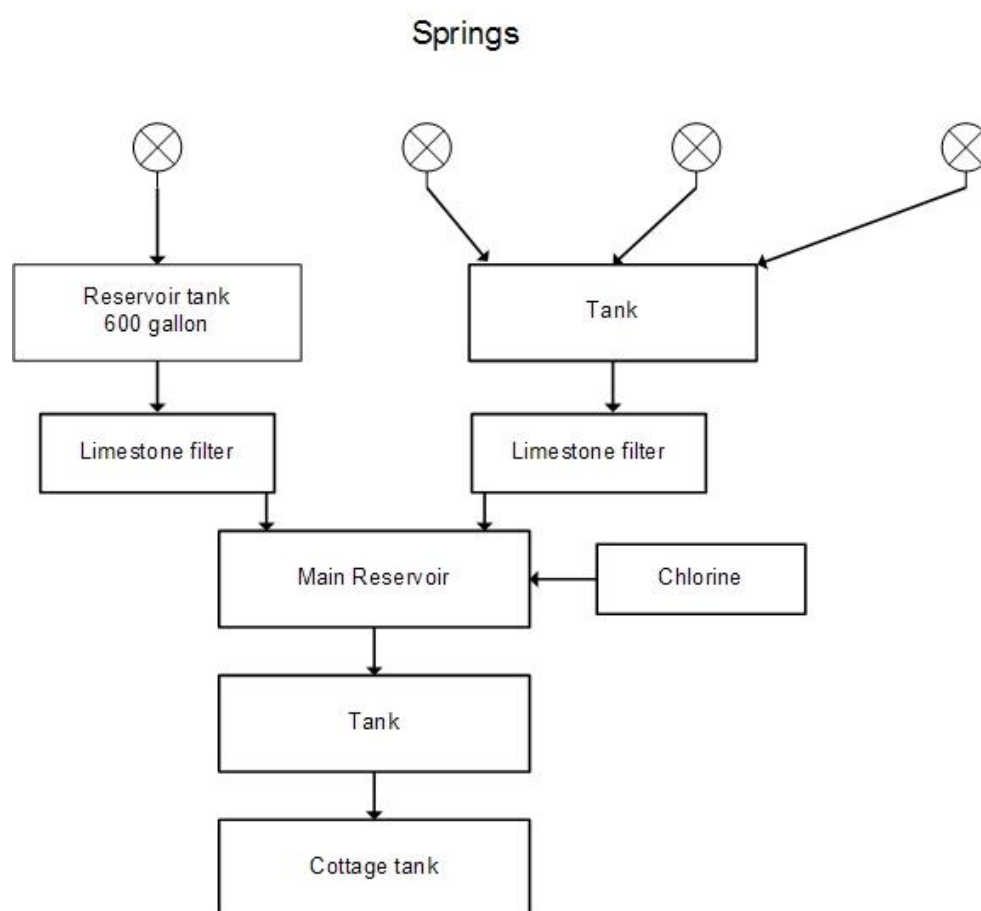 Springs
Reservoir tank
600 gallon
Tank
Limestone filter
Limestone filter
Main Reservoir
Chlorine
Tank
Cottage tank